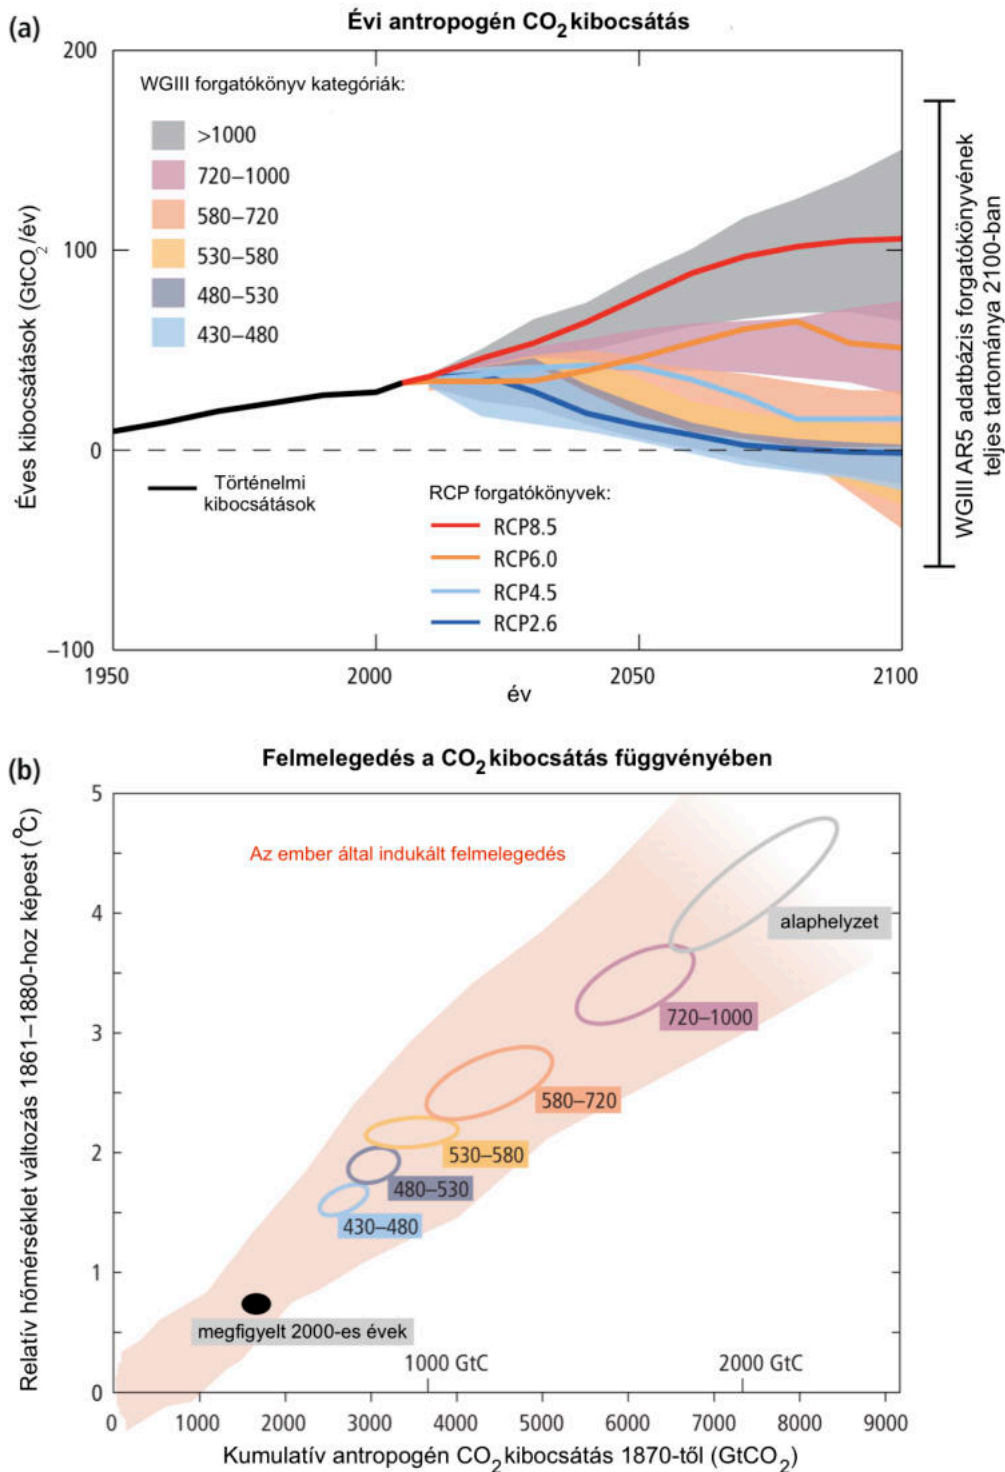 (a)
Évi antropogén CO2 kibocsátás
200
WGIII forgatókönyv kategóriák:
>1000
720–1000
580–720
530–580
480–530
430–480
100
0
–100
Éves kibocsátások (GtCO2/év)
Történelmi
kibocsátások
RCP forgatókönyvek:
RCP8.5
RCP6.0
RCP4.5
RCP2.6
1950
2000
2050
2100
év
WGIII AR5 adatbázis forgatókönyvének
teljes tartománya 2100-ban
(b)
Felmelegedés a CO2 kibocsátás függvényében
5
4
3
2
1
0
Relatív hőmérséklet változás 1861–1880-hoz képest (°C)
Az ember által indukált felmelegedés
alaphelyzet
720–1000
580–720
530–580
480–530
430–480
megfigyelt 2000-es évek
1000 GtC
2000 GtC
0
1000
2000
3000
4000
5000
6000
7000
8000
9000
Kumulatív antropogén CO2 kibocsátás 1870-től (GtCO2)